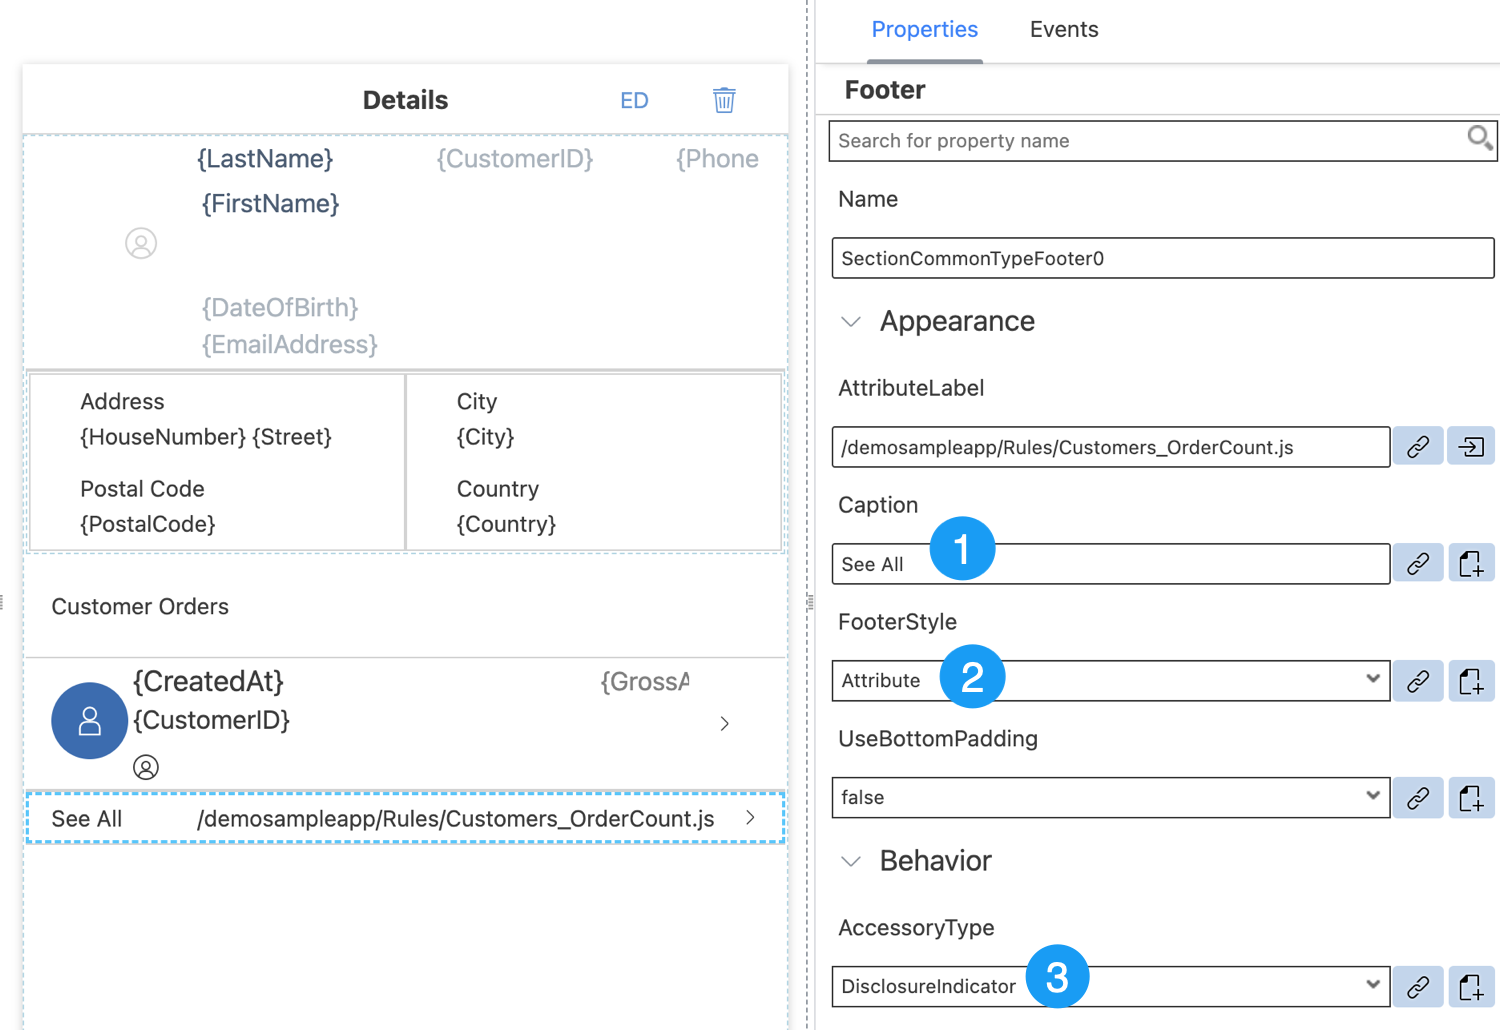 Details
ED
{LastName}
{CustomerID}
{Phone
{FirstName}
{DateOfBirth}
{EmailAddress}
Address
{HouseNumber} {Street}
City
{City}
Postal Code
{PostalCode}
Country
{Country}
Customer Orders
{CreatedAt}
{GrossA
{CustomerID}
See All
/demosampleapp/Rules/Customers_OrderCount.js
Properties
Events
Footer
Search for property name
Name
SectionCommonTypeFooter0
Appearance
AttributeLabel
/demosampleapp/Rules/Customers_OrderCount.js
Caption
1
See All
FooterStyle
2
Attribute
UseBottomPadding
false
Behavior
AccessoryType
3
DisclosureIndicator